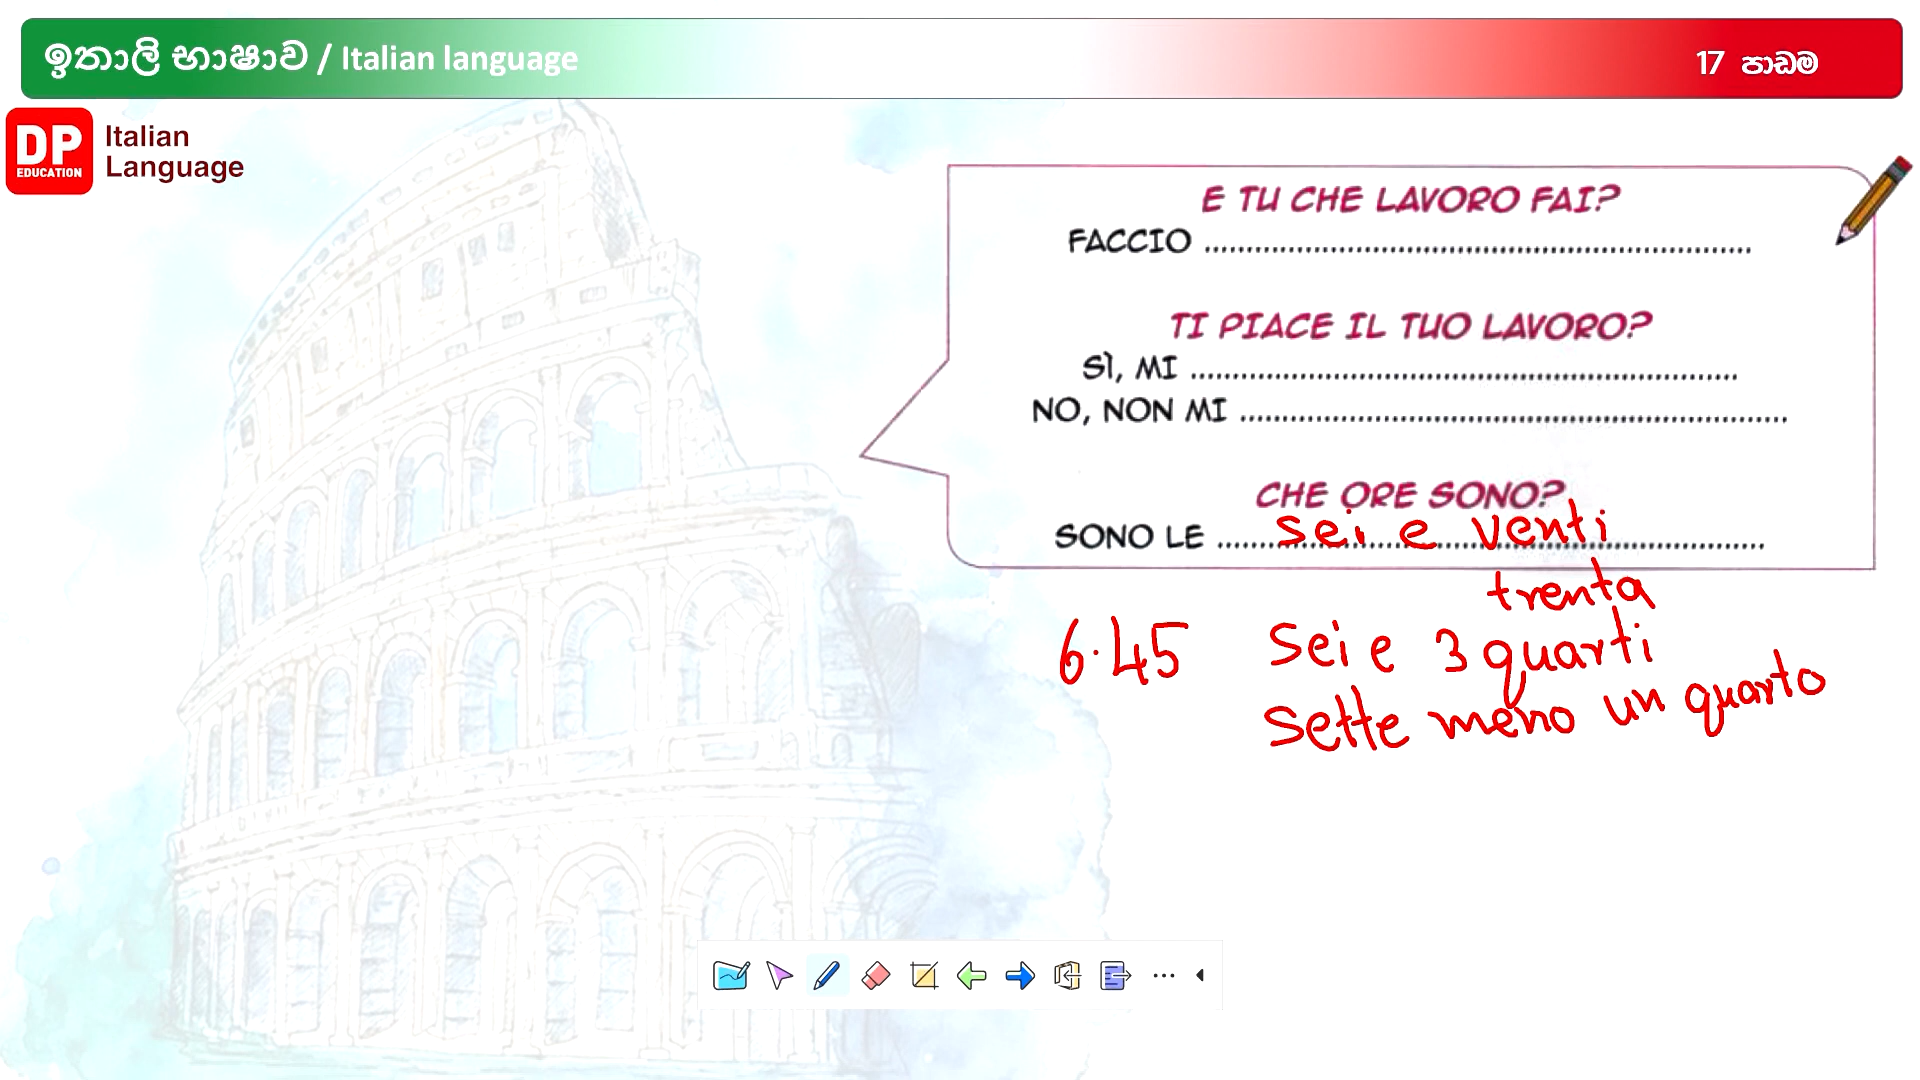 ඉතාලි භාෂාව / Italian language
17 පාඩම
DP
EDUCATION
Italian
Language
E TU CHE LAVORO FAI?
FACCIO ................................................................
TI PIACE IL TUO LAVORO?
SÌ, MI ................................................................
NO, NON MI ................................................................
CHE ORE SONO?
SONO LE ........ sei e venti ........
trenta
6.45 Sei e 3 quarti
Sette meno un quarto